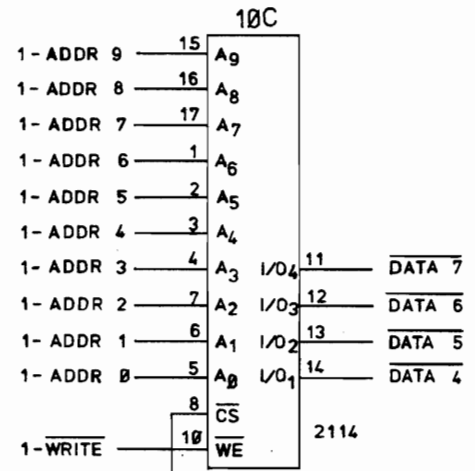 10C
1-ADDR 9 15 A9
1-ADDR 8 16 A8
1-ADDR 7 17 A7
1-ADDR 6 1 A6
1-ADDR 5 2 A5
1-ADDR 4 3 A4
1-ADDR 3 4 A3 I/O4 11 DATA 7
1-ADDR 2 7 A2 I/O3 12 DATA 6
1-ADDR 1 6 A1 I/O2 13 DATA 5
1-ADDR 0 5 A0 I/O1 14 DATA 4
8 CS
1-WRITE 10 WE 2114